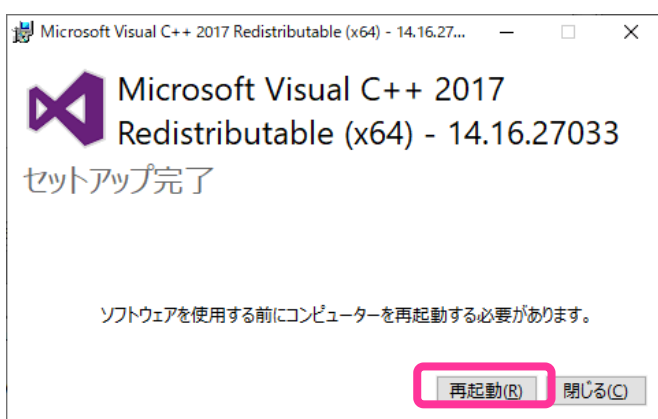 Microsoft Visual C++ 2017 Redistributable (x64) - 14.16.27...
Microsoft Visual C++ 2017
Redistributable (x64) - 14.16.27033
セットアップ完了
ソフトウェアを使用する前にコンピューターを再起動する必要があります。
再起動(R) 閉じる(C)